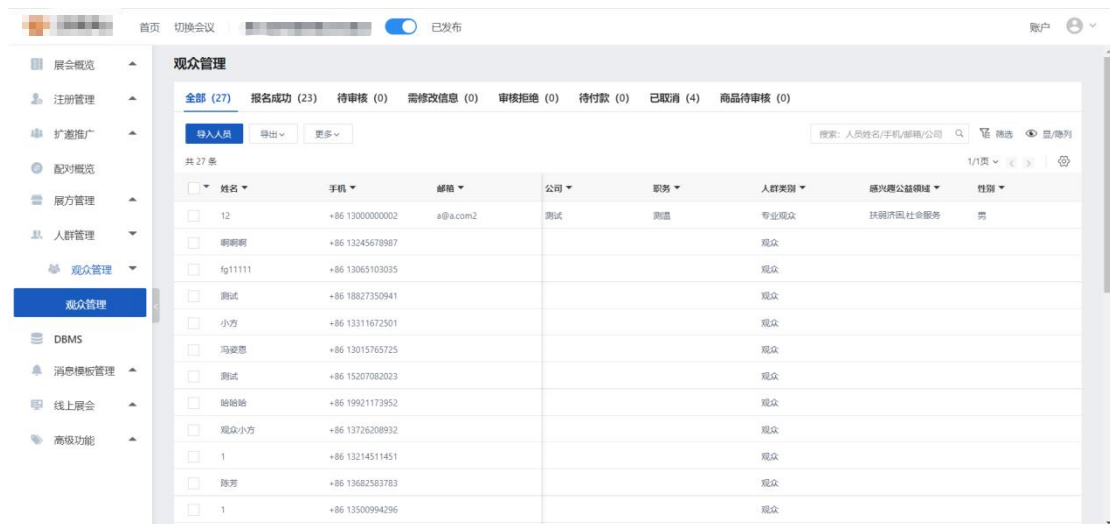 首页 切换会议 已发布 账户
展会概览
注册管理
扩邀推广
配对概览
展方管理
人群管理
观众管理
观众管理
DBMS
消息模板管理
线上展会
高级功能
观众管理
全部 (27) 报名成功 (23) 待审核 (0) 需修改信息 (0) 审核拒绝 (0) 待付款 (0) 已取消 (4) 商品待审核 (0)
导入人员 导出 更多 搜索: 人员姓名/手机/邮箱/公司 筛选 显/隐列
共 27 条 1/1页
姓名 手机 邮箱 公司 职务 人群类别 感兴趣公益领域 性别
12 +86 13000000002 a@a.com2 测试 测温 专业观众 扶弱济困,社会服务 男
啊啊啊 +86 13245678987 观众
fg11111 +86 13065103035 观众
测试 +86 18827350941 观众
小方 +86 13311672501 观众
冯姿恩 +86 13015765725 观众
测试 +86 15207082023 观众
哈哈哈 +86 19921173952 观众
观众小方 +86 13726208932 观众
1 +86 13214511451 观众
陈芳 +86 13682583783 观众
1 +86 13500994296 观众